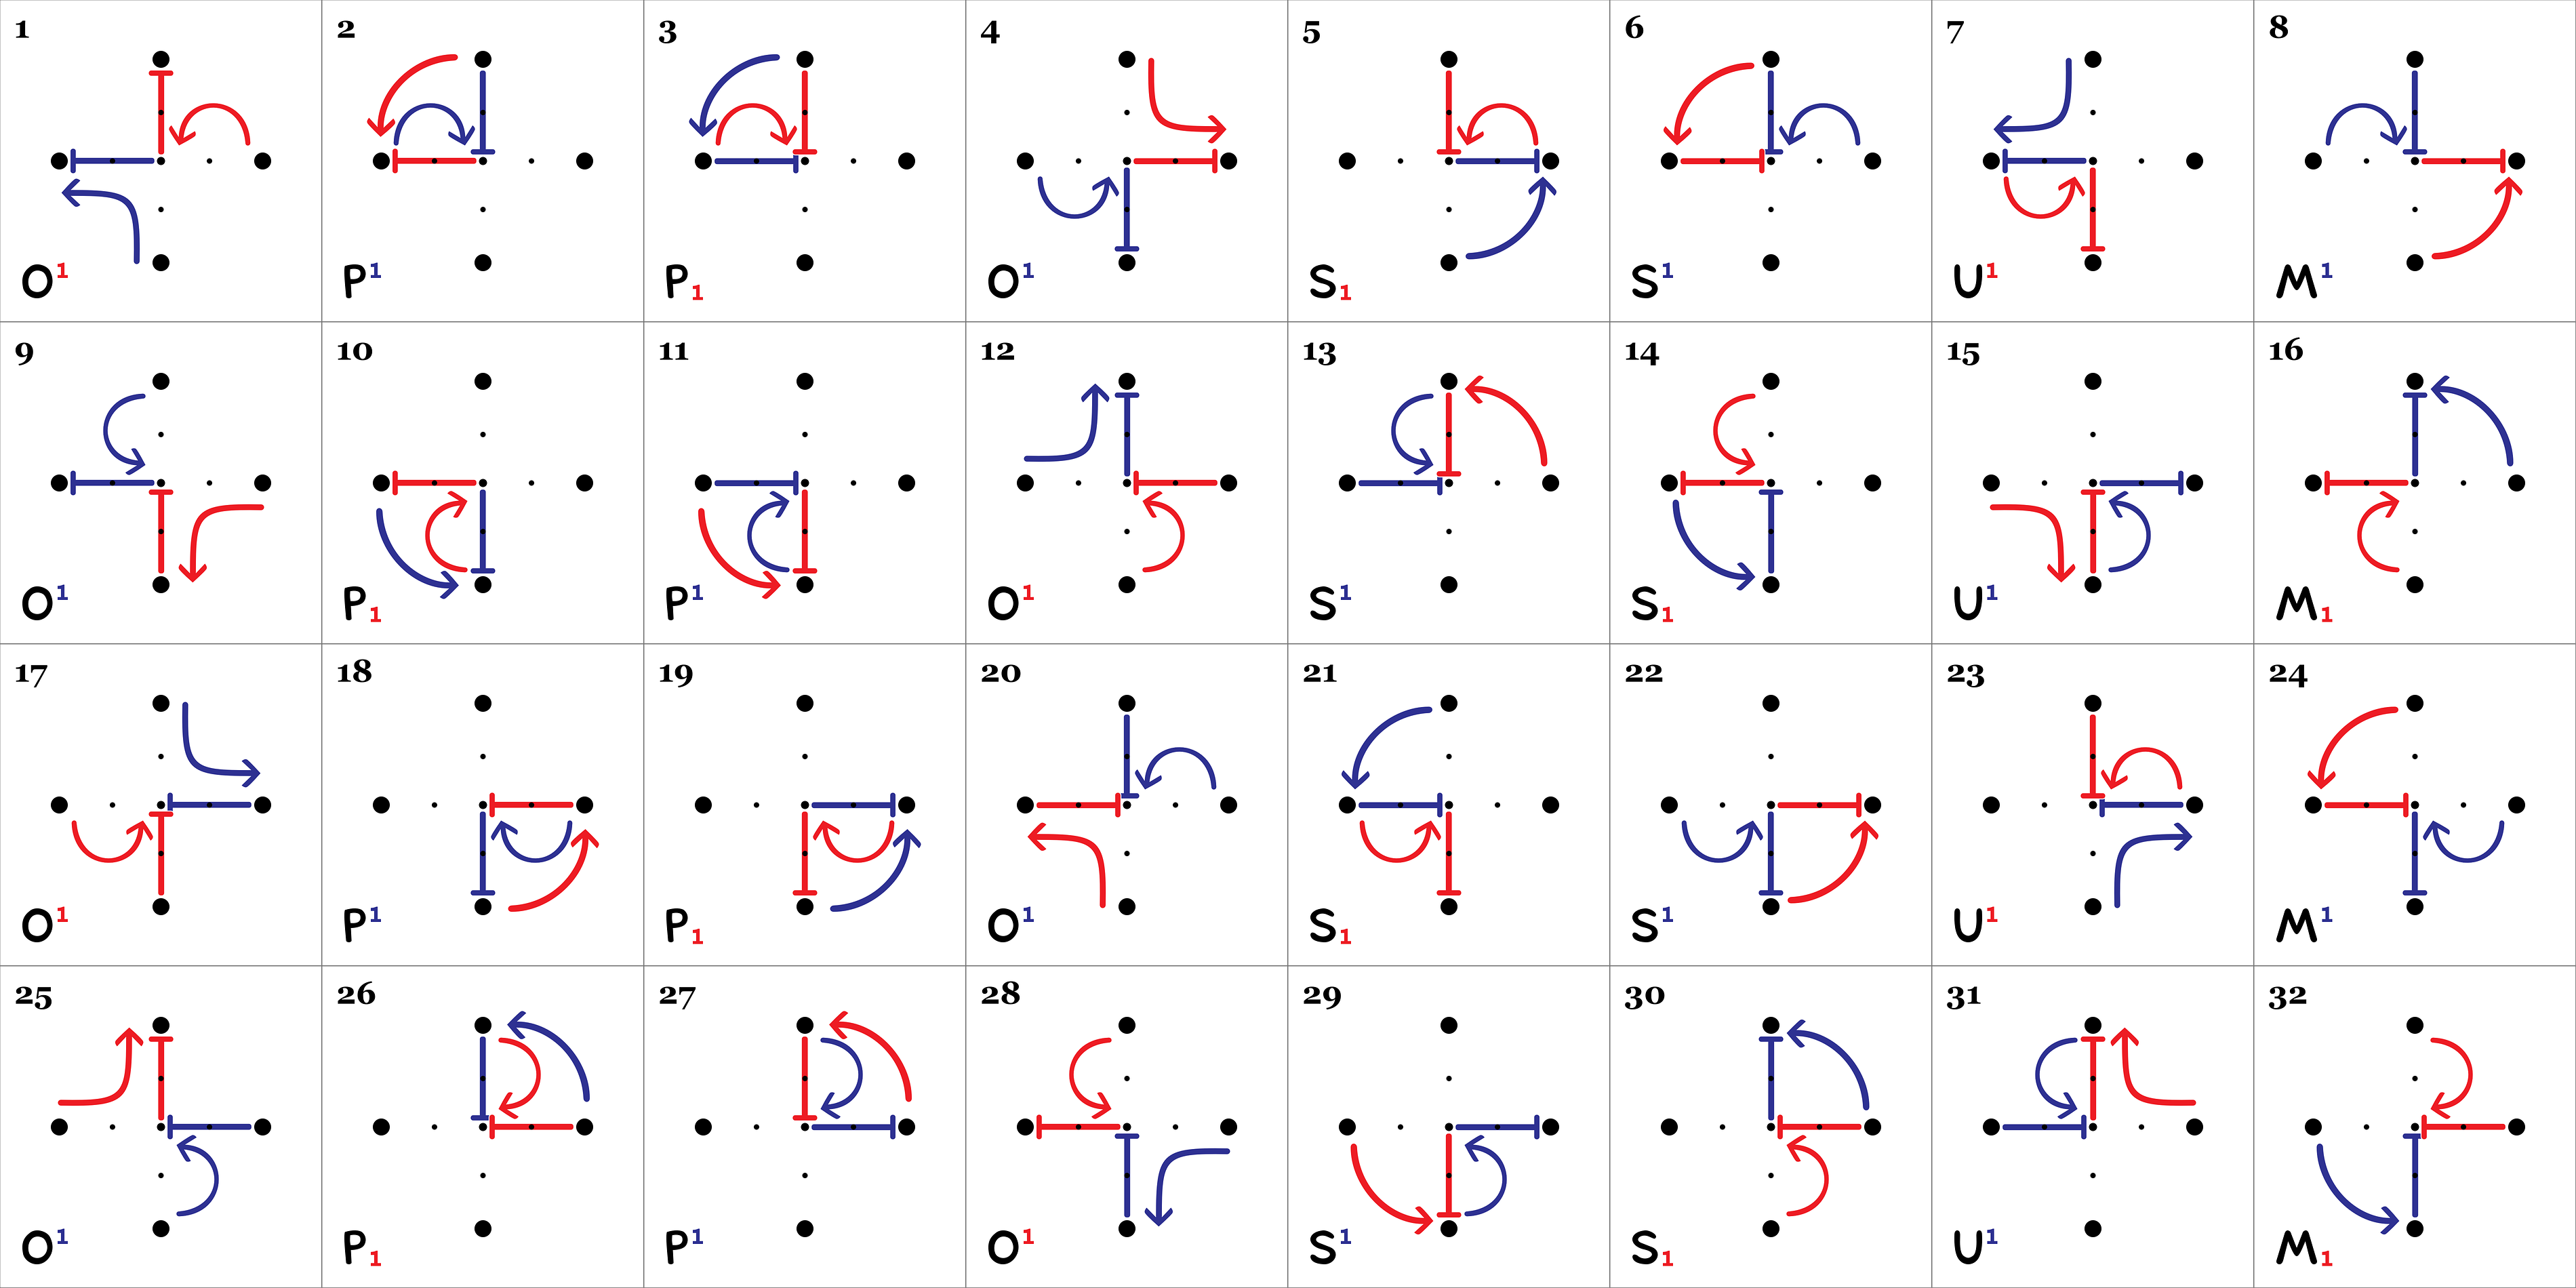 1 2 3 4 5 6 7 8
O¹ P¹ P₁ O¹ S₁ S¹ U¹ M¹
9 10 11 12 13 14 15 16
O¹ P₁ P¹ O¹ S¹ S₁ U¹ M₁
17 18 19 20 21 22 23 24
O¹ P¹ P₁ O¹ S₁ S¹ U¹ M¹
25 26 27 28 29 30 31 32
O¹ P₁ P¹ O¹ S¹ S₁ U¹ M₁